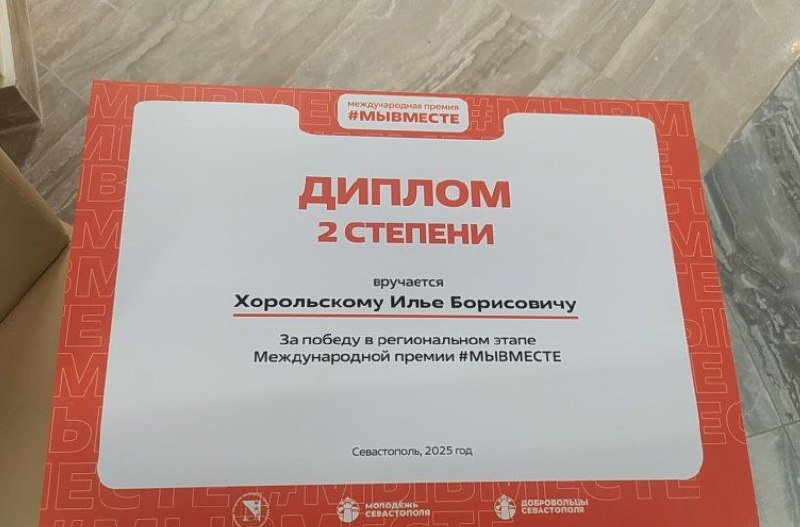 международная премия
#МЫВМЕСТЕ
ДИПЛОМ
2 СТЕПЕНИ
вручается
Хорольскому Илье Борисовичу
За победу в региональном этапе
Международной премии #МЫВМЕСТЕ
Севастополь, 2025 год
МОЛОДЁЖЬ
СЕВАСТОПОЛЯ
ДОБРОВОЛЬЦЫ
СЕВАСТОПОЛЯ